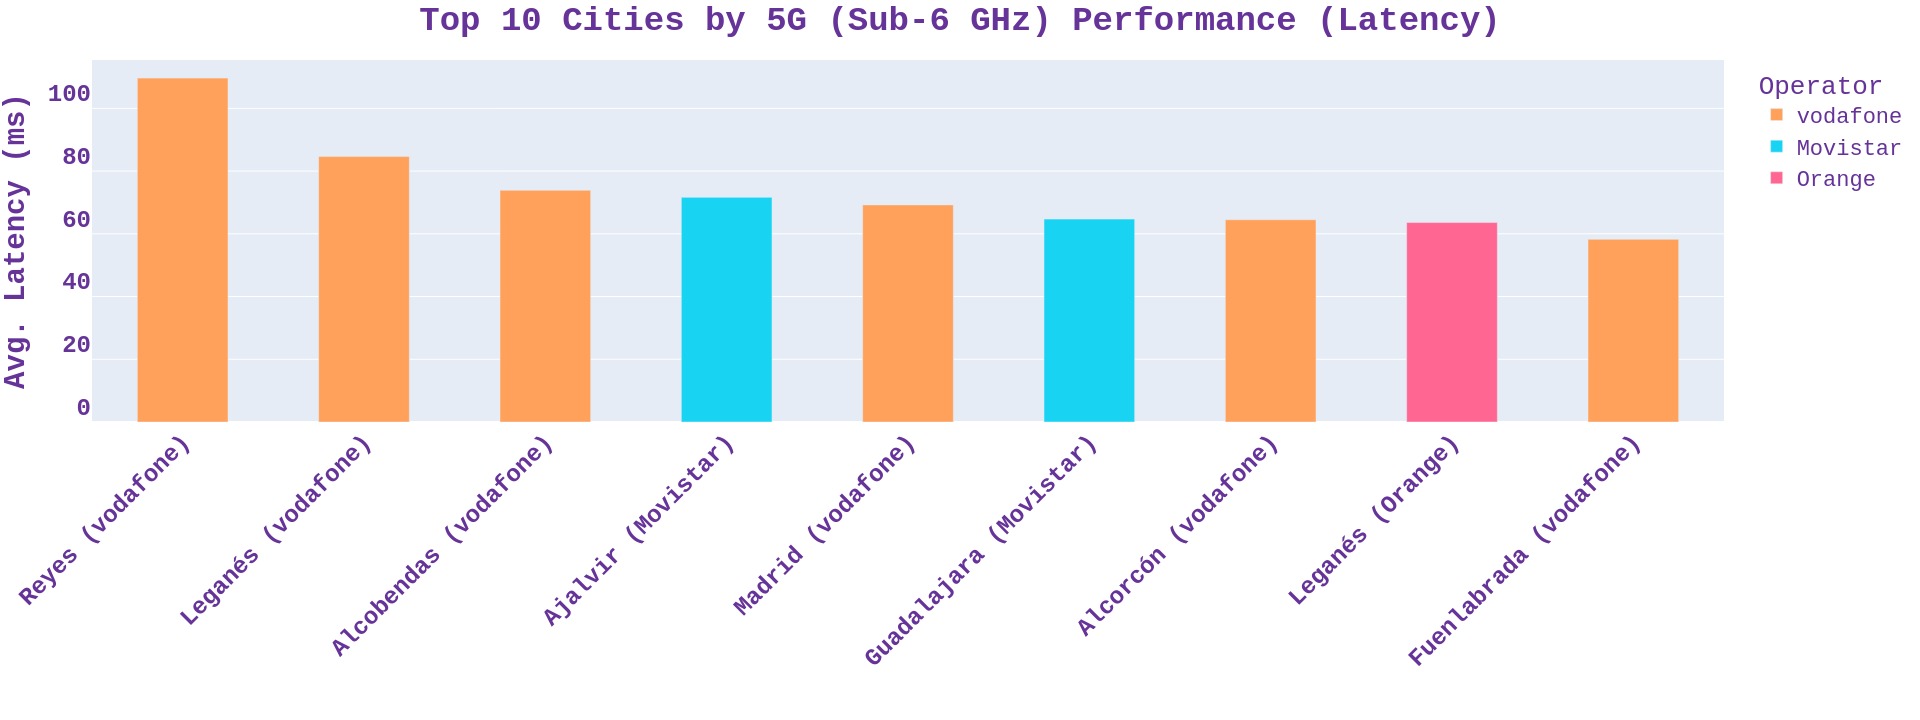 Top 10 Cities by 5G (Sub-6 GHz) Performance (Latency)
Avg. Latency (ms)
100
80
60
40
20
0
Reyes (vodafone)
Leganés (vodafone)
Alcobendas (vodafone)
Ajalvir (Movistar)
Madrid (vodafone)
Guadalajara (Movistar)
Alcorcón (vodafone)
Leganés (Orange)
Fuenlabrada (vodafone)
Operator
vodafone
Movistar
Orange